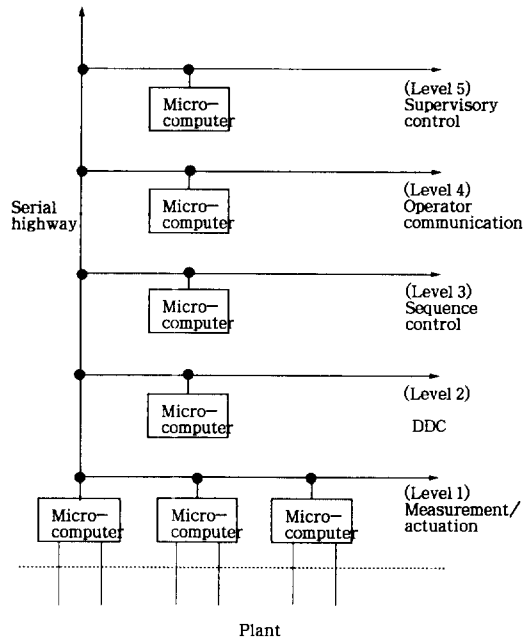 Micro-
computer
(Level 5)
Supervisory
control
Micro-
computer
(Level 4)
Operator
communication
Serial
highway
Micro-
computer
(Level 3)
Sequence
control
Micro-
computer
(Level 2)
DDC
Micro-
computer
Micro-
computer
Micro-
computer
(Level 1)
Measurement/
actuation
Plant